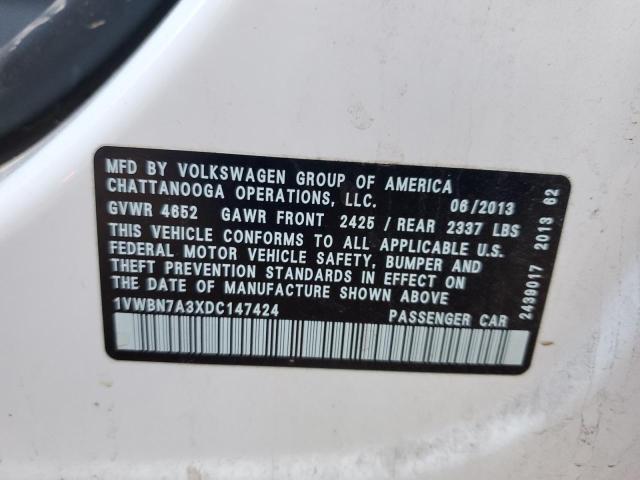 MFD BY VOLKSWAGEN GROUP OF AMERICA
CHATTANOOGA OPERATIONS, LLC. 06/2013
GVWR 4652 GAWR FRONT 2425 / REAR 2337 LBS
THIS VEHICLE CONFORMS TO ALL APPLICABLE U.S.
FEDERAL MOTOR VEHICLE SAFETY, BUMPER AND
THEFT PREVENTION STANDARDS IN EFFECT ON
THE DATE OF MANUFACTURE SHOWN ABOVE
1VWBN7A3XDC147424 PASSENGER CAR
2439017 2013 62